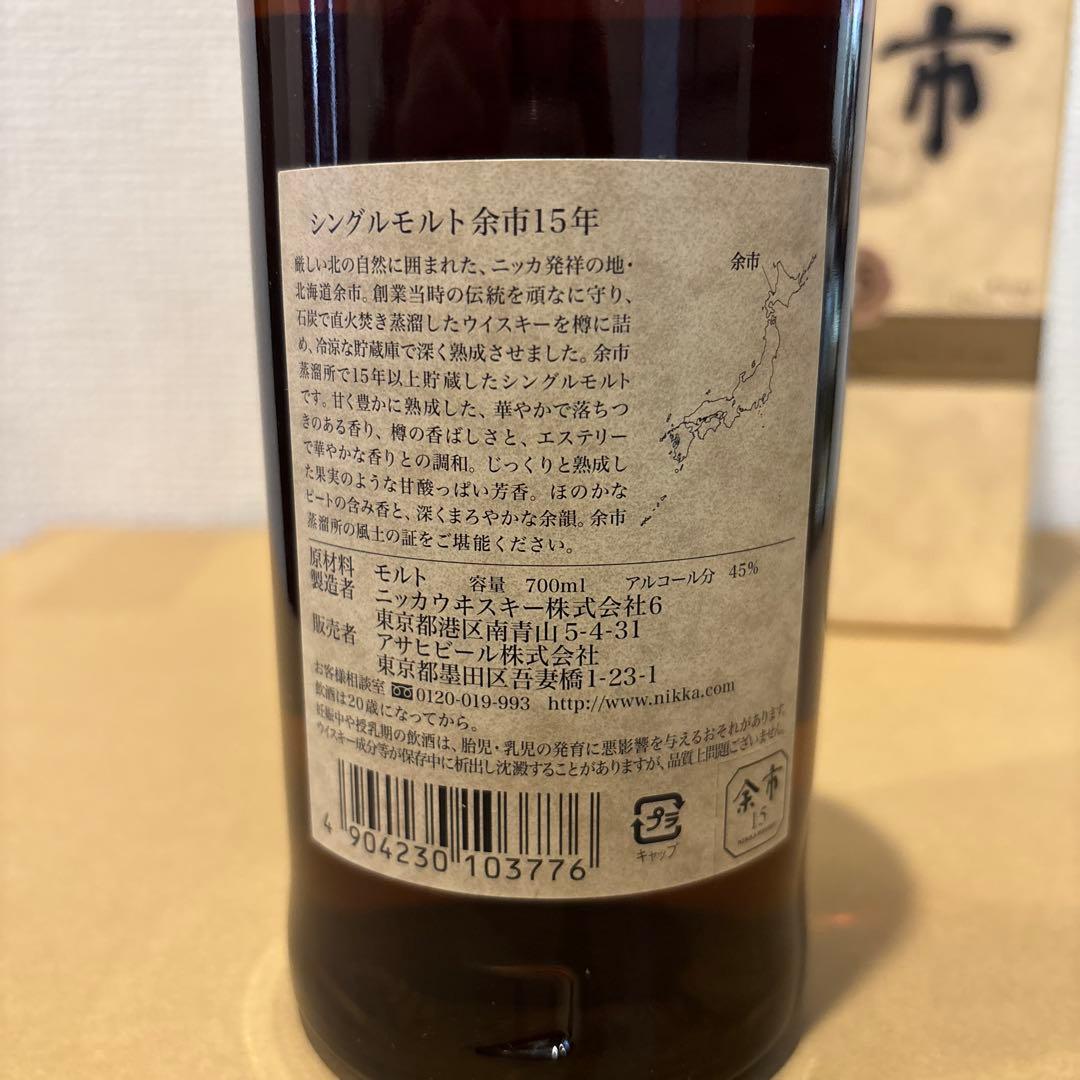 市
シングルモルト余市15年
厳しい北の自然に囲まれた、ニッカ発祥の地・
北海道余市。創業当時の伝統を頑なに守り、
石炭で直火焚き蒸溜したウイスキーを樽に詰
め、冷涼な貯蔵庫で深く熟成させました。余市
蒸溜所で15年以上貯蔵したシングルモルト
です。甘く豊かに熟成した、華やかで落ちつ
きのある香り、樽の香ばしさと、エステリー
で華やかな香りとの調和。じっくりと熟成し
た果実のような甘酸っぱい芳香。ほのかな
ピートの含み香と、深くまろやかな余韻。余市
蒸溜所の風土の証をご堪能ください。
余市
原材料 モルト 容量 700ml アルコール分 45%
製造者 ニッカウヰスキー株式会社6
東京都港区南青山5-4-31
販売者 アサヒビール株式会社
東京都墨田区吾妻橋1-23-1
お客様相談室 0120-019-993 http://www.nikka.com
飲酒は20歳になってから。
妊娠中や授乳期の飲酒は、胎児・乳児の発育に悪影響を与えるおそれがあります。
ウイスキー成分等が保存中に析出し沈澱することがありますが、品質上問題ございません。
4 904230 103776
プラ
キャップ
余市
15